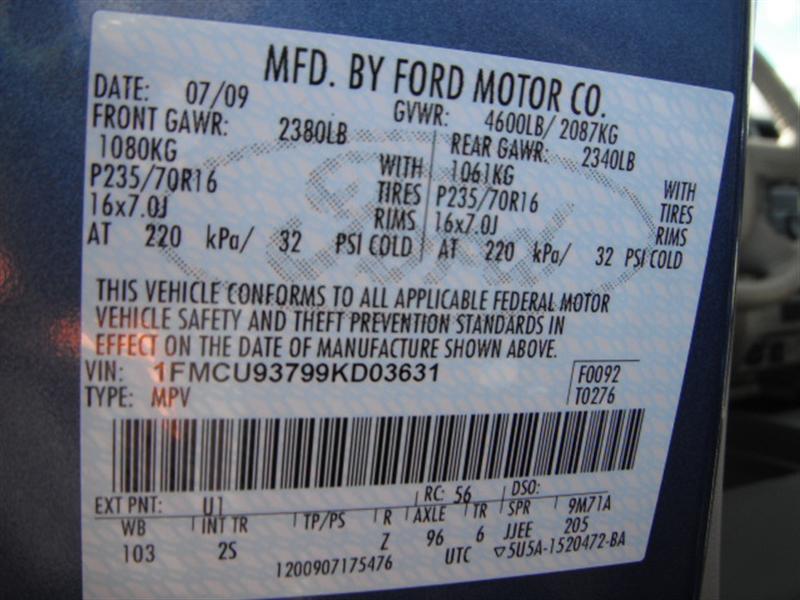 MFD. BY FORD MOTOR CO.
DATE: 07/09 GVWR: 4600LB/ 2087KG
FRONT GAWR: 2380LB REAR GAWR: 2340LB
1080KG WITH 1061KG WITH
P235/70R16 TIRES P235/70R16 TIRES
16x7.0J RIMS 16x7.0J RIMS
AT 220 kPa/ 32 PSI COLD AT 220 kPa/ 32 PSI COLD
Ford
THIS VEHICLE CONFORMS TO ALL APPLICABLE FEDERAL MOTOR
VEHICLE SAFETY AND THEFT PREVENTION STANDARDS IN
EFFECT ON THE DATE OF MANUFACTURE SHOWN ABOVE.
VIN: 1FMCU93799KD03631 F0092
TYPE: MPV T0276
EXT PNT: U1 RC: 56 DSO:
WB INT TR TP/PS R AXLE TR SPR 9M71A
103 2S Z 96 6 JJEE 205
1200907175476 UTC ▽5U5A-1520472-BA